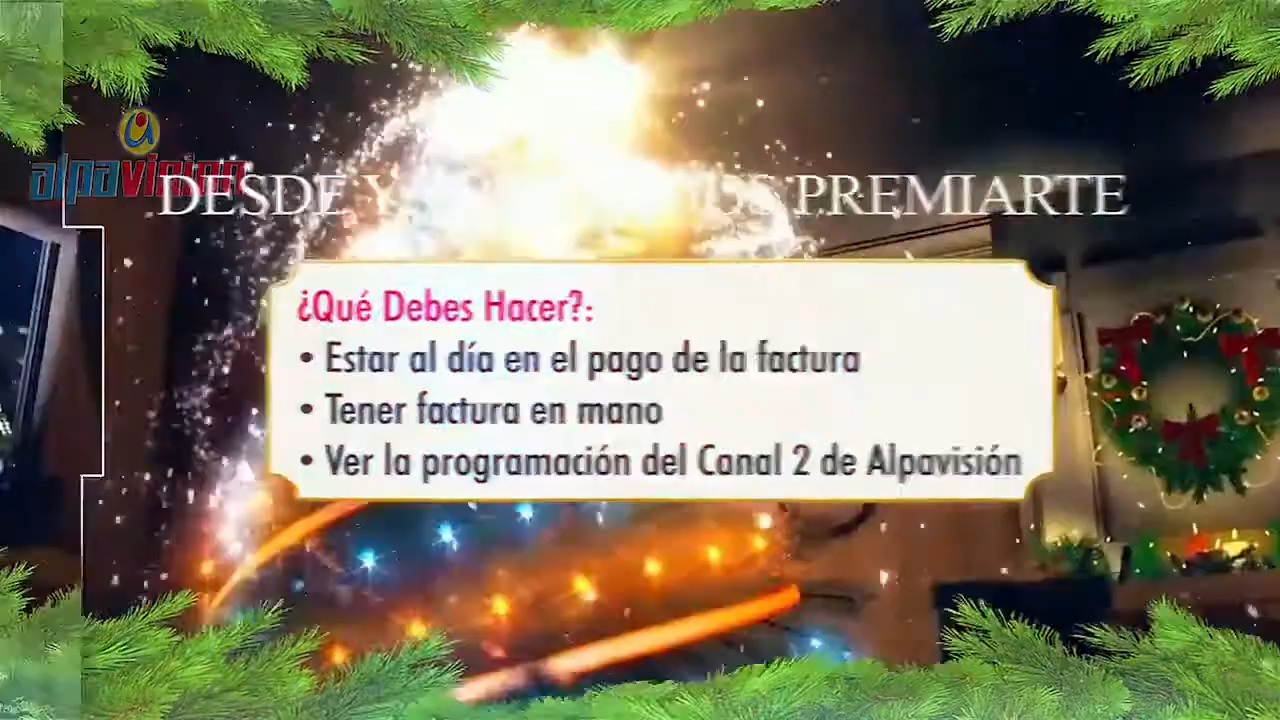 alpavision
DESDE Y PREMIARTE
¿Qué Debes Hacer?:
• Estar al día en el pago de la factura
• Tener factura en mano
• Ver la programación del Canal 2 de Alpavisión